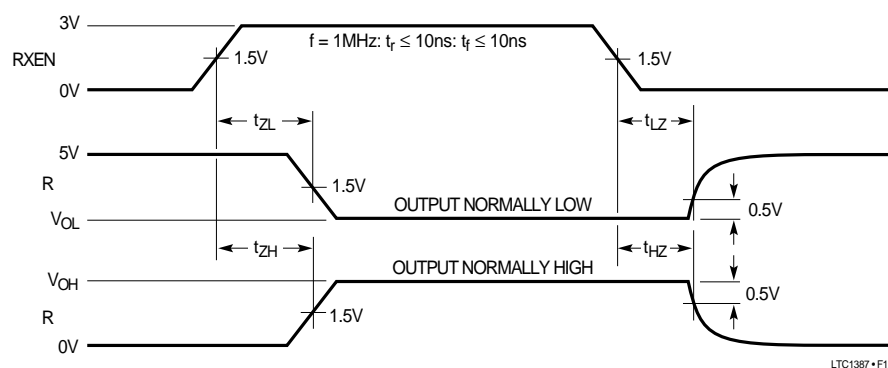 3V
f = 1MHz: tr ≤ 10ns: tf ≤ 10ns
RXEN
1.5V
1.5V
0V
tZL
tLZ
5V
R
1.5V
OUTPUT NORMALLY LOW
0.5V
VOL
tZH
tHZ
VOH
OUTPUT NORMALLY HIGH
0.5V
R
1.5V
0V
LTC1387 • F1